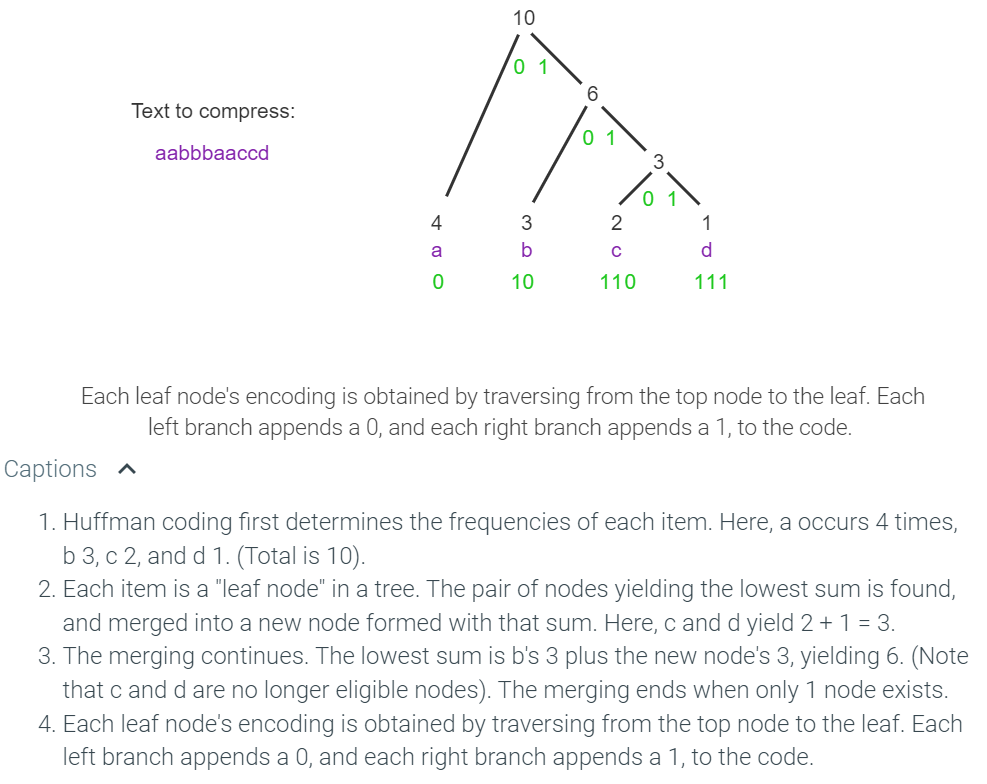 10
0 1
6
Text to compress:
0 1
aabbbaaccd
3
0 1
4 3 2 1
a b c d
0 10 110 111
Each leaf node's encoding is obtained by traversing from the top node to the leaf. Each
left branch appends a 0, and each right branch appends a 1, to the code.
Captions
1. Huffman coding first determines the frequencies of each item. Here, a occurs 4 times,
b 3, c 2, and d 1. (Total is 10).
2. Each item is a "leaf node" in a tree. The pair of nodes yielding the lowest sum is found,
and merged into a new node formed with that sum. Here, c and d yield 2 + 1 = 3.
3. The merging continues. The lowest sum is b's 3 plus the new node's 3, yielding 6. (Note
that c and d are no longer eligible nodes). The merging ends when only 1 node exists.
4. Each leaf node's encoding is obtained by traversing from the top node to the leaf. Each
left branch appends a 0, and each right branch appends a 1, to the code.